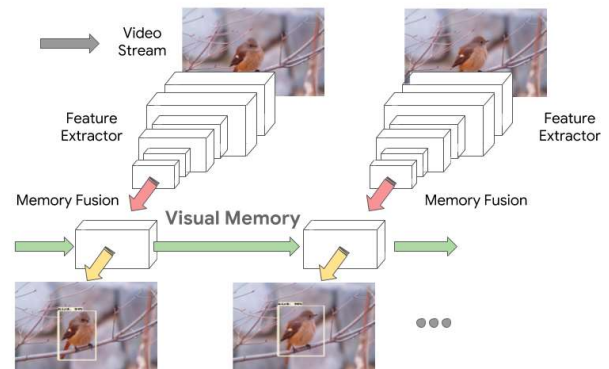 Video
Stream
Feature
Extractor
Feature
Extractor
Memory Fusion
Visual Memory
Memory Fusion